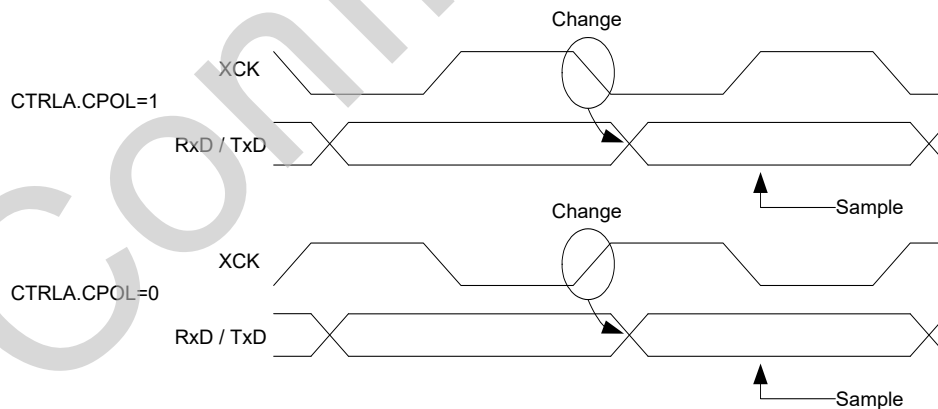 Change
XCK
CTRLA.CPOL=1
RxD / TxD
Sample
Change
XCK
CTRLA.CPOL=0
RxD / TxD
Sample